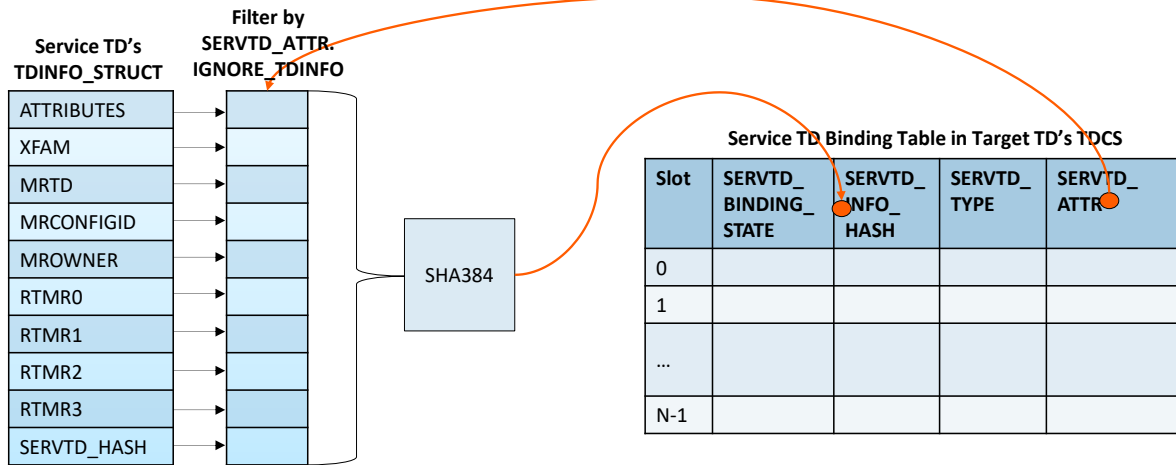 Service TD's
TDINFO_STRUCT
Filter by
SERVTD_ATTR.
IGNORE_TDINFO
ATTRIBUTES
XFAM
MRTD
MRCONFIGID
MROWNER
RTMR0
RTMR1
RTMR2
RTMR3
SERVTD_HASH
SHA384
Service TD Binding Table in Target TD's TDCS
Slot
SERVTD_
BINDING_
STATE
SERVTD_
INFO_
HASH
SERVTD_
TYPE
SERVTD_
ATTR
0
1
...
N-1